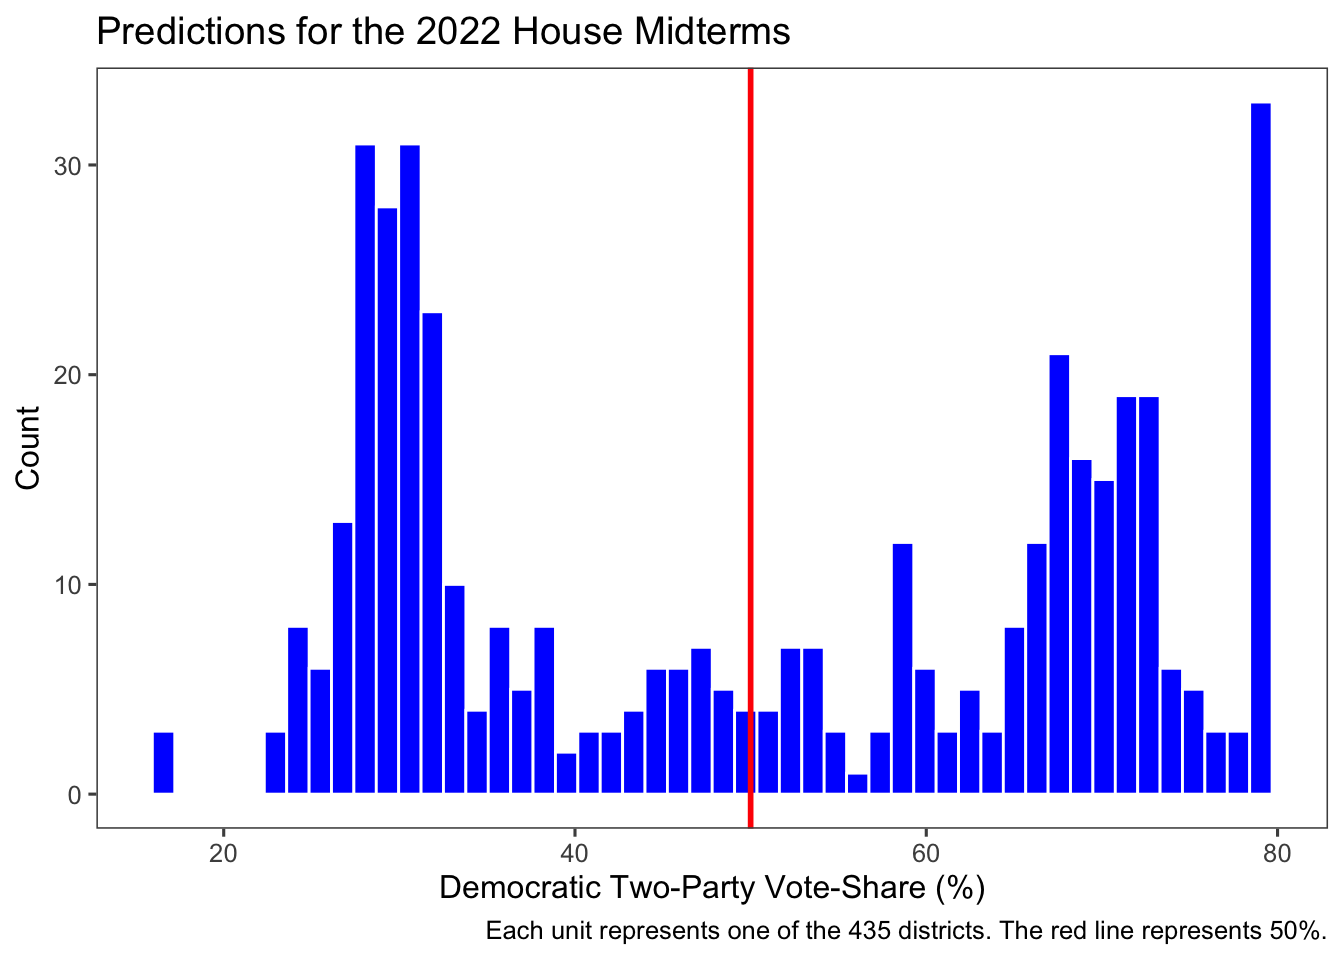 Predictions for the 2022 House Midterms
30
20
10
0
Count
20 40 60 80
Democratic Two-Party Vote-Share (%)
Each unit represents one of the 435 districts. The red line represents 50%.